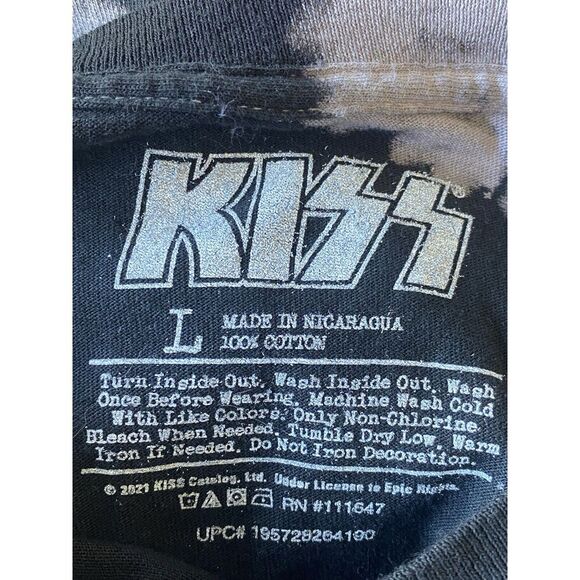 KISS
L MADE IN NICARAGUA
100% COTTON
Turn Inside Out. Wash Inside Out. Wash
Once Before Wearing. Machine Wash Cold
With Like Colors. Only Non-Chlorine
Bleach When Needed. Tumble Dry Low. Warm
Iron If Needed. Do Not Iron Decoration.
© 2021 KISS Catalog, Ltd. Under License to Epic Rights.
RN #111647
UPC# 195728264190